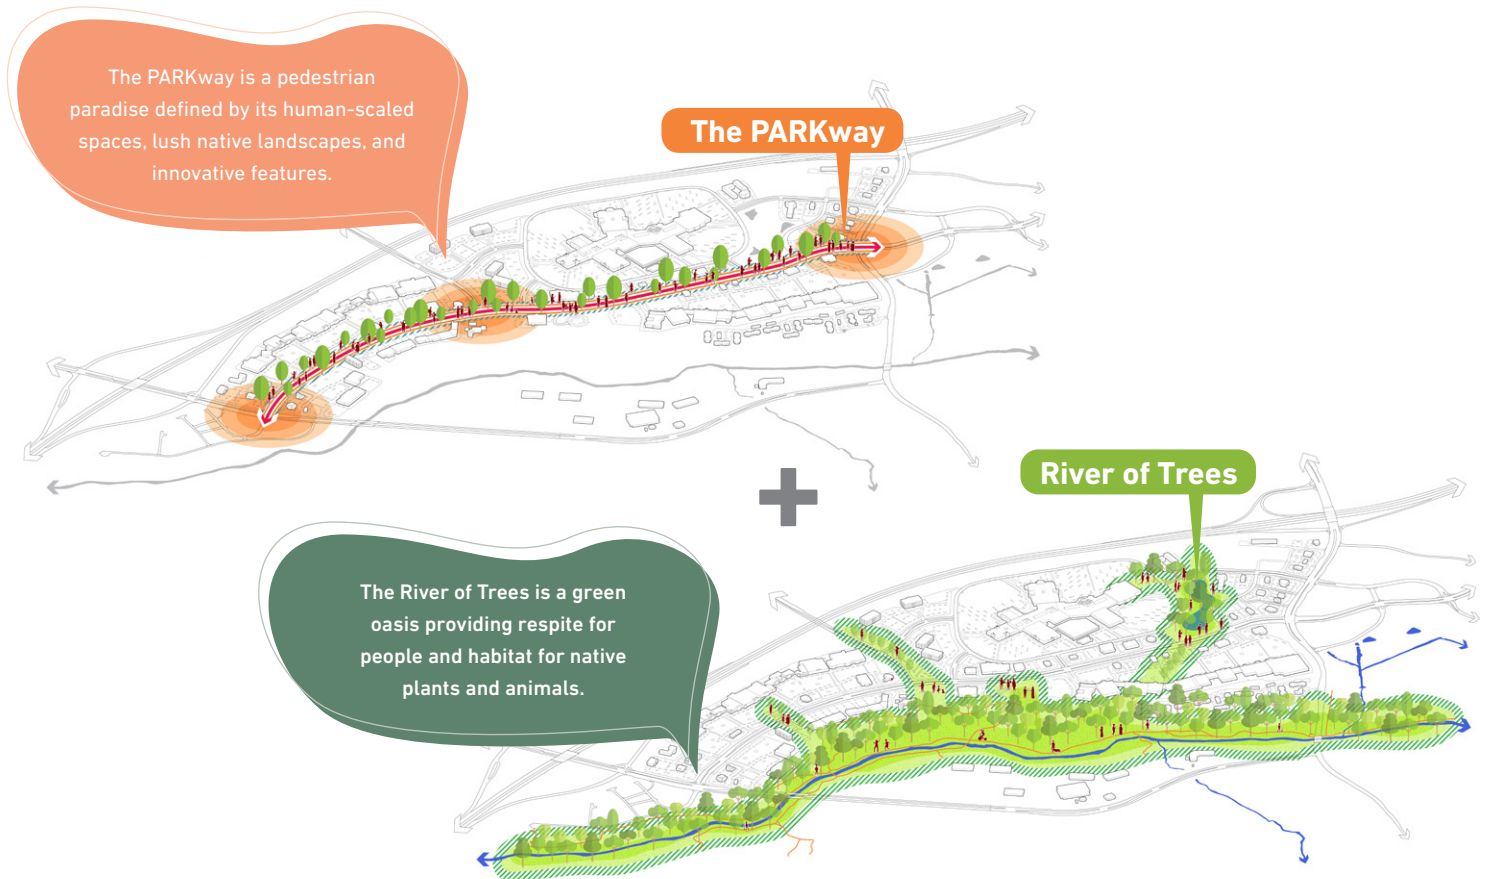 The PARKway is a pedestrian
paradise defined by its human-scaled
spaces, lush native landscapes, and
innovative features.
The PARKway
River of Trees
The River of Trees is a green
oasis providing respite for
people and habitat for native
plants and animals.